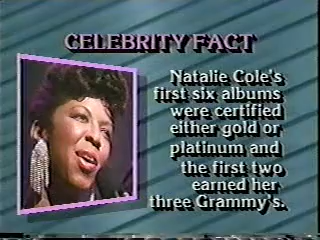 CELEBRITY FACT
Natalie Cole's
first six albums
were certified
either gold or
platinum and
the first two
earned her
three Grammy's.